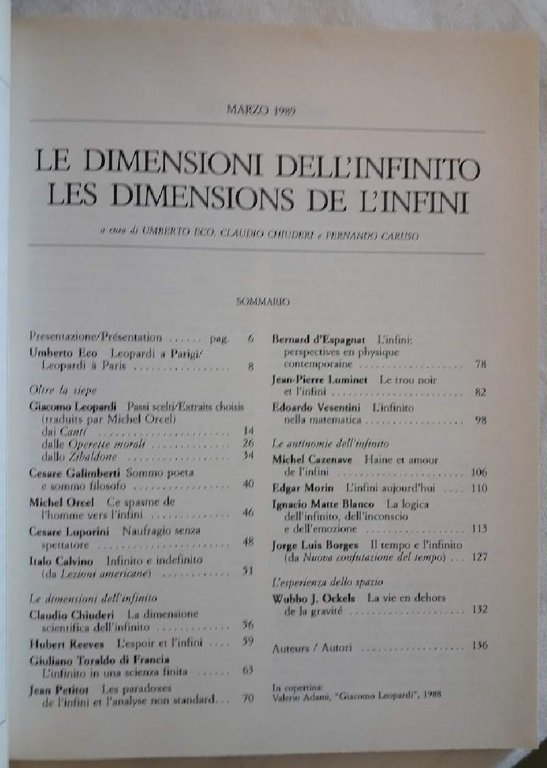 MARZO 1989
LE DIMENSIONI DELL'INFINITO
LES DIMENSIONS DE L'INFINI
a cura di UMBERTO ECO, CLAUDIO CHIUDERI e FERNANDO CARUSO
SOMMARIO
Presentazione/Présentation ...... pag. 6
Umberto Eco Leopardi a Parigi/
Leopardi à Paris ................ 8
Oltre la siepe
Giacomo Leopardi Passi scelti/Extraits choisis
(traduits par Michel Orcel)
dai Canti ...................... 14
dalle Operette morali ............ 26
dallo Zibaldone ................. 34
Cesare Galimberti Sommo poeta
e sommo filosofo ................ 40
Michel Orcel Ce spasme de
l'homme vers l'infini ............. 46
Cesare Luporini Naufragio senza
spettatore ...................... 48
Italo Calvino Infinito e indefinito
(da Lezioni americane) ............ 51
Le dimensioni dell'infinito
Claudio Chiuderi La dimensione
scientifica dell'infinito ............ 56
Hubert Reeves L'espoir et l'infini .... 59
Giuliano Toraldo di Francia
L'infinito in una scienza finita ...... 63
Jean Petitot Les paradoxes
de l'infini et l'analyse non standard... 70
Bernard d'Espagnat L'infini:
perspectives en physique
contemporaine .................. 78
Jean-Pierre Luminet Le trou noir
et l'infini ...................... 82
Edoardo Vesentini L'infinito
nella matematica ................. 98
Le antinomie dell'infinito
Michel Cazenave Haine et amour
de l'infini ..................... 106
Edgar Morin L'infini aujourd'hui .... 110
Ignacio Matte Blanco La logica
dell'infinito, dell'inconscio
e dell'emozione ................. 113
Jorge Luis Borges Il tempo e l'infinito
(da Nuova confutazione del tempo) ... 127
L'esperienza dello spazio
Wubbo J. Ockels La vie en dehors
de la gravité ................... 132
Auteurs / Autori ................. 136
In copertina:
Valerio Adami, "Giacomo Leopardi", 1988